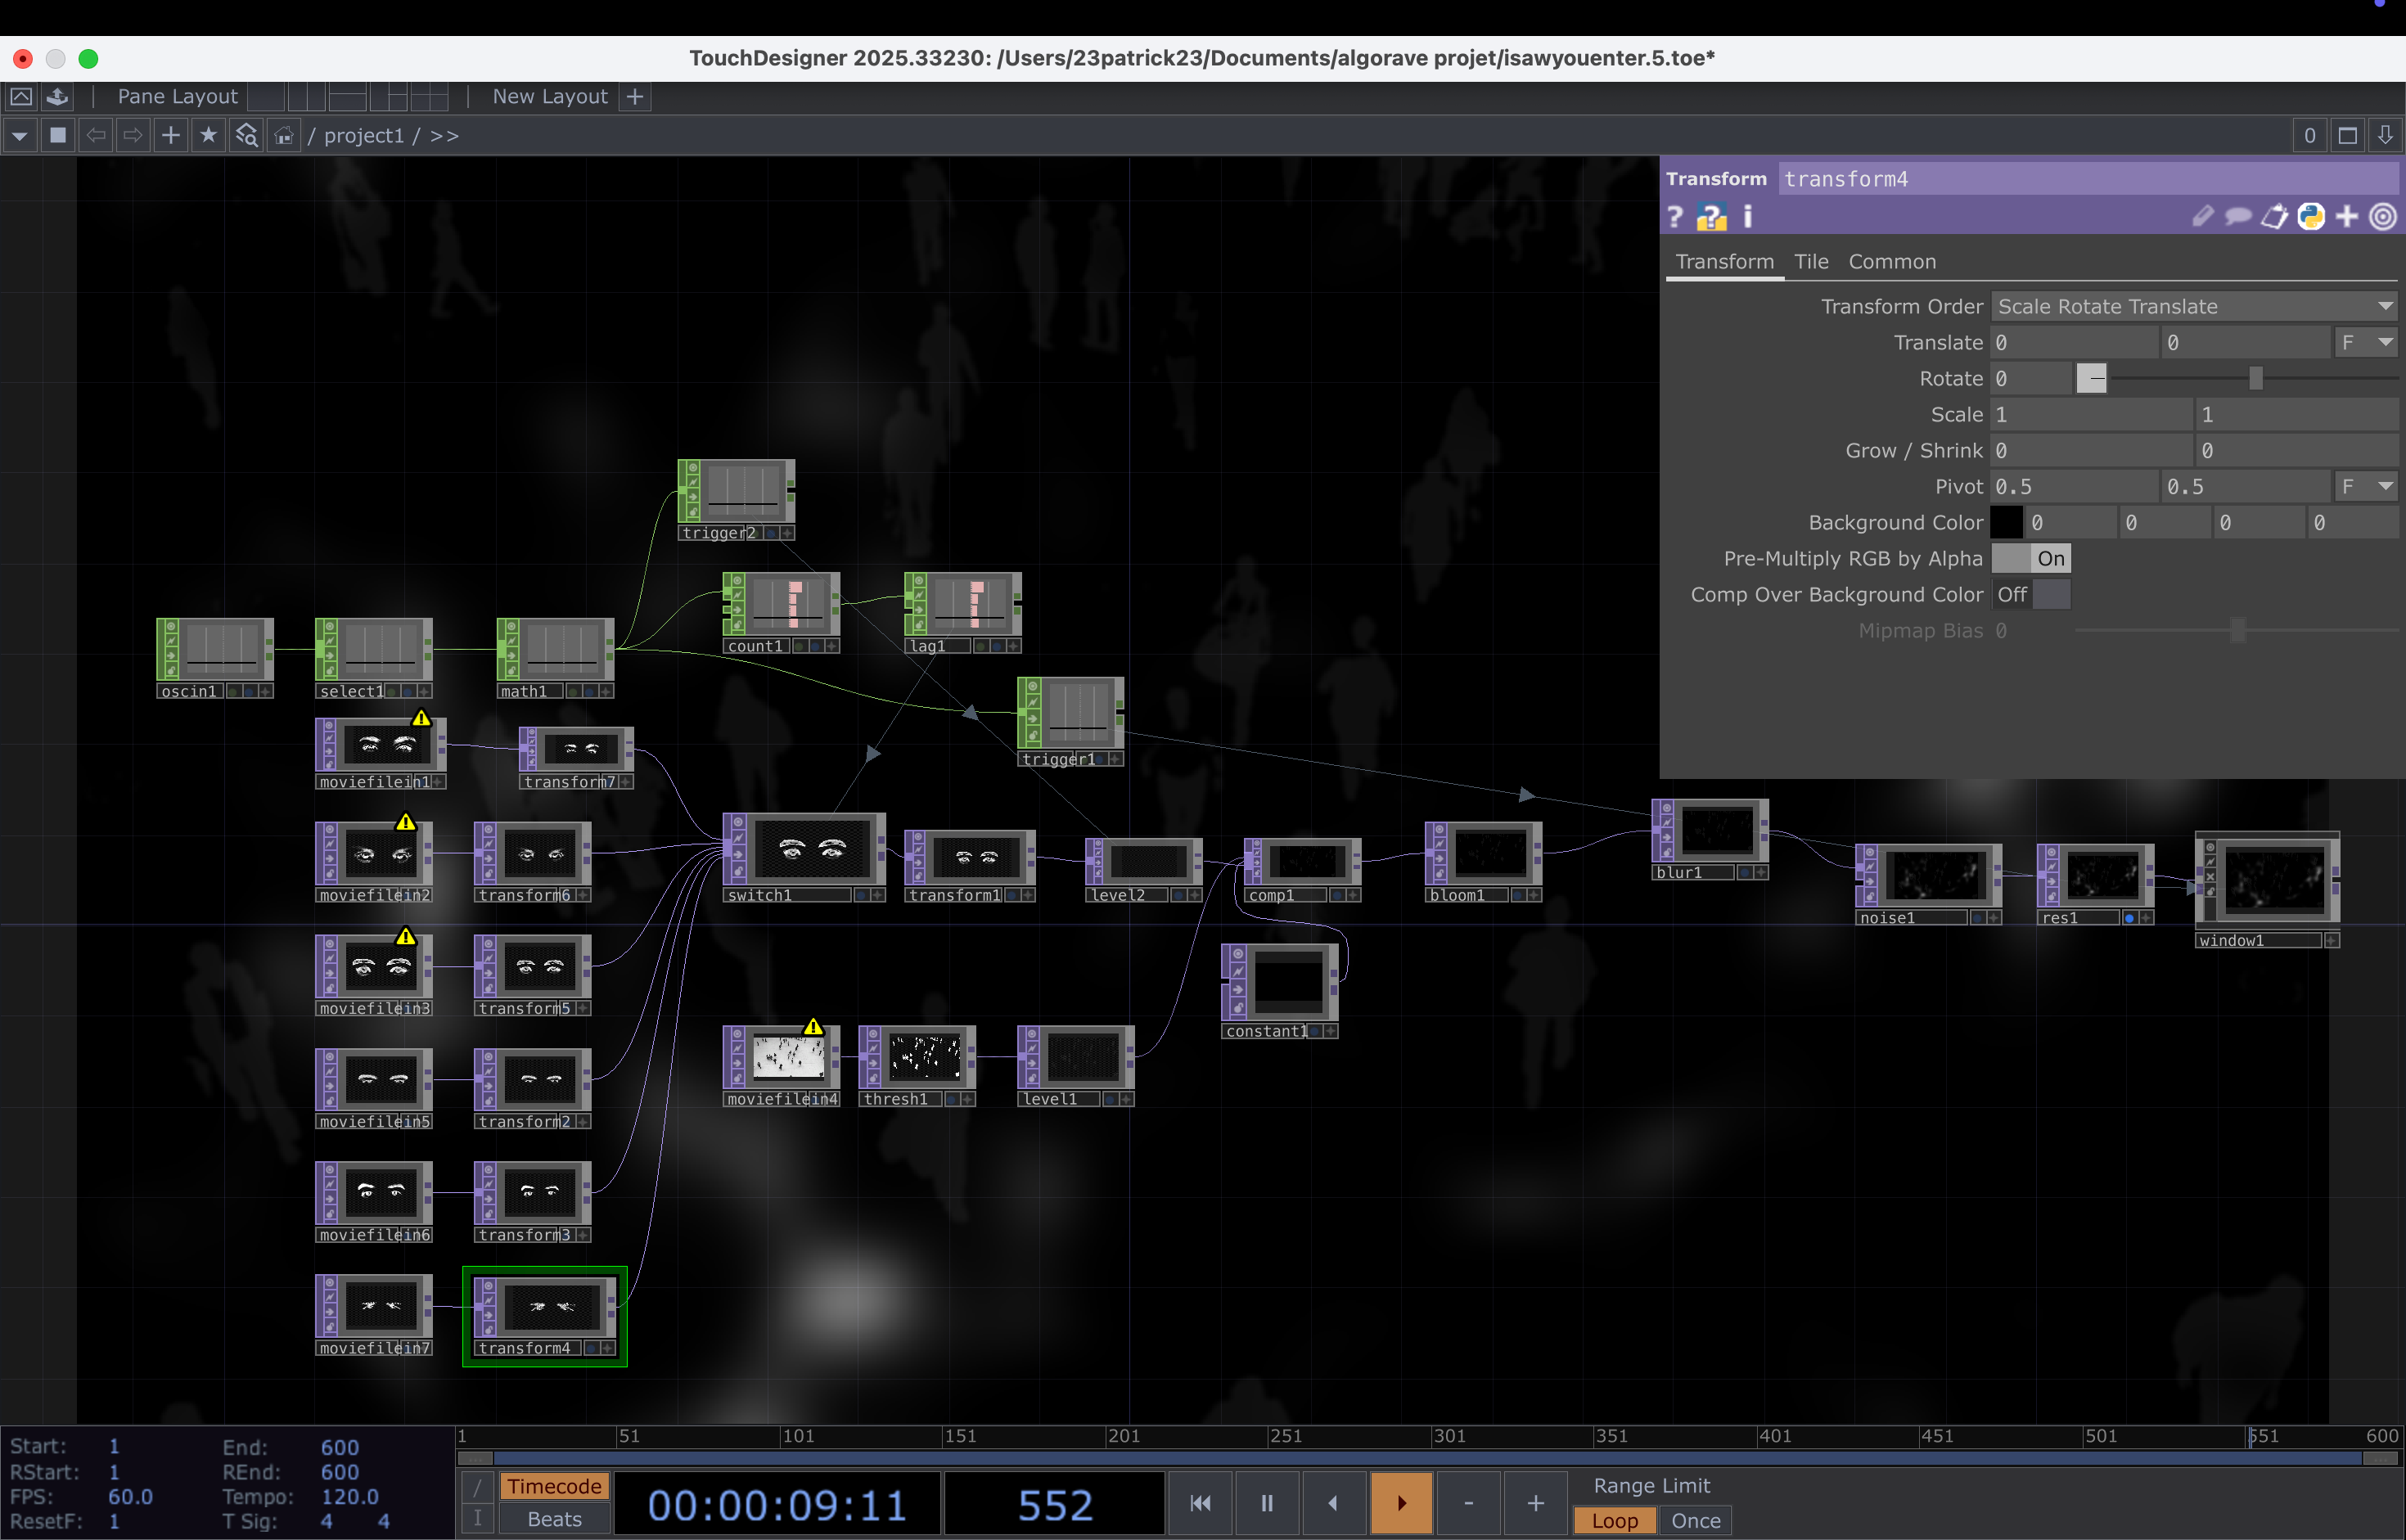 TouchDesigner 2025.33230: /Users/23patrick23/Documents/algorave projet/isawyouenter.5.toe*
Pane Layout New Layout +
/ project1 / >> 0
Transform transform4
? ? i
Transform Tile Common
Transform Order Scale Rotate Translate
Translate 0 0 F
Rotate 0
Scale 1 1
Grow / Shrink 0 0
Pivot 0.5 0.5 F
Background Color 0 0 0 0
Pre-Multiply RGB by Alpha On
Comp Over Background Color Off
Mipmap Bias 0
trigger2
count1 lag1
oscin1 select1 math1
trigger1
moviefilein1 transform7
moviefilein2 transform6 switch1 transform1 level2 comp1 bloom1 blur1
noise1 res1
window1
moviefilein3 transform5
constant1
moviefilein4 thresh1 level1
moviefilein5 transform2
moviefilein6 transform3
moviefilein7 transform4
1 51 101 151 201 251 301 351 401 451 501 551 600
Start: 1 End: 600
RStart: 1 REnd: 600
FPS: 60.0 Tempo: 120.0
ResetF: 1 T Sig: 4 4
/ Timecode
I Beats
00:00:09:11 552 - +
Range Limit
Loop Once